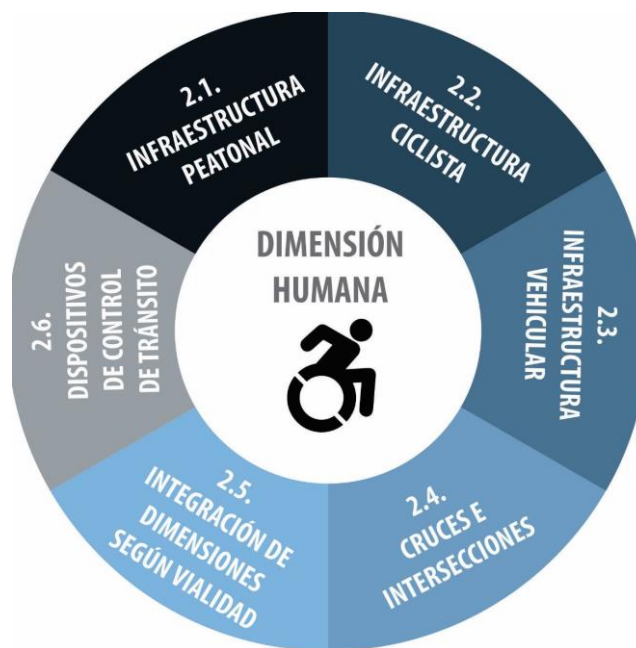 2.1.
INFRAESTRUCTURA
PEATONAL
2.2.
INFRAESTRUCTURA
CICLISTA
2.3.
INFRAESTRUCTURA
VEHICULAR
2.4.
CRUCES E
INTERSECCIONES
2.5.
INTEGRACIÓN DE
DIMENSIONES
SEGÚN VIALIDAD
2.6.
DISPOSITIVOS
DE CONTROL
DE TRÁNSITO
DIMENSIÓN
HUMANA